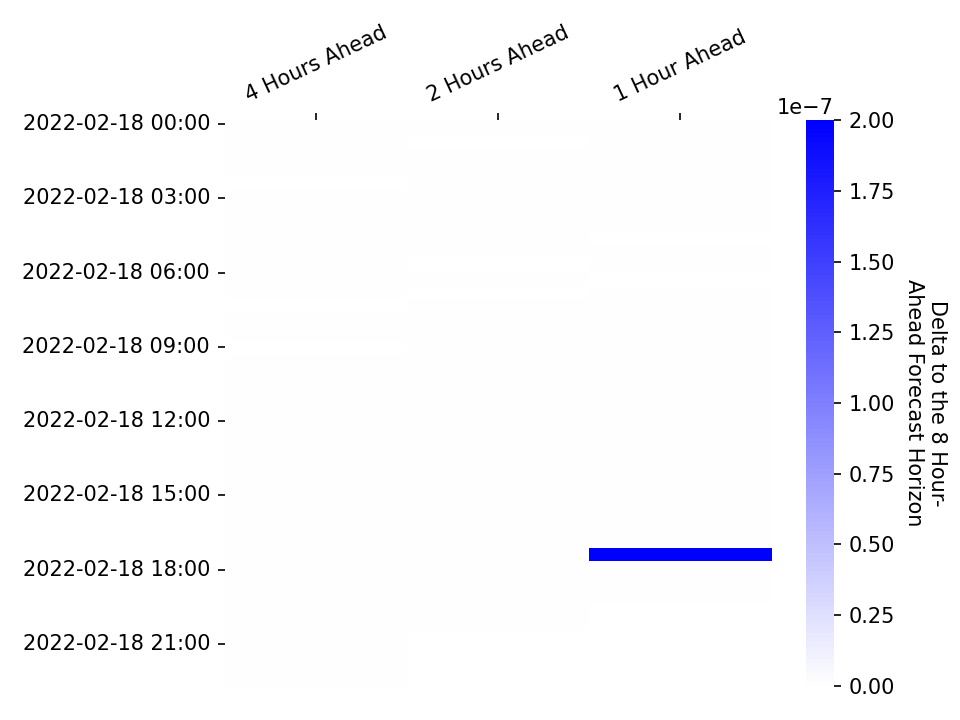 4 Hours Ahead
2 Hours Ahead
1 Hour Ahead
2022-02-18 00:00
2022-02-18 03:00
2022-02-18 06:00
2022-02-18 09:00
2022-02-18 12:00
2022-02-18 15:00
2022-02-18 18:00
2022-02-18 21:00
1e−7
2.00
1.75
1.50
1.25
1.00
0.75
0.50
0.25
0.00
Delta to the 8 Hour-
Ahead Forecast Horizon